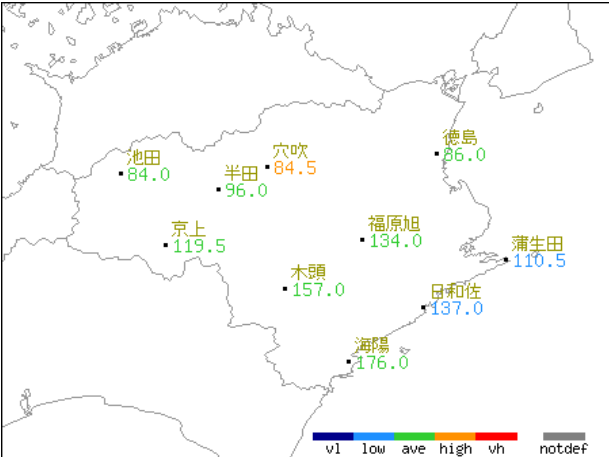 徳島
86.0
穴吹
84.5
池田
84.0
半田
96.0
福原旭
134.0
京上
119.5
蒲生田
110.5
木頭
157.0
日和佐
137.0
海陽
176.0
vl low ave high vh notdef